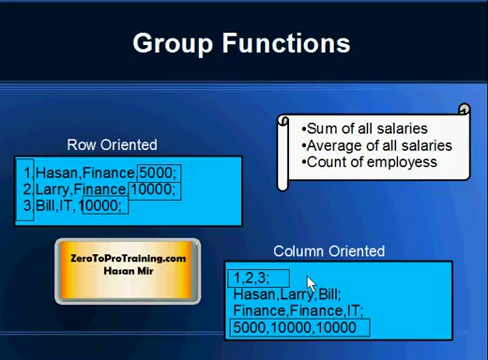 Group Functions
•Sum of all salaries
•Average of all salaries
•Count of employess
Row Oriented
1,Hasan,Finance,5000;
2,Larry,Finance,10000;
3,Bill,IT,10000;
ZeroToProTraining.com
Hasan Mir
Column Oriented
1,2,3;
Hasan,Larry,Bill;
Finance,Finance,IT;
5000,10000,10000